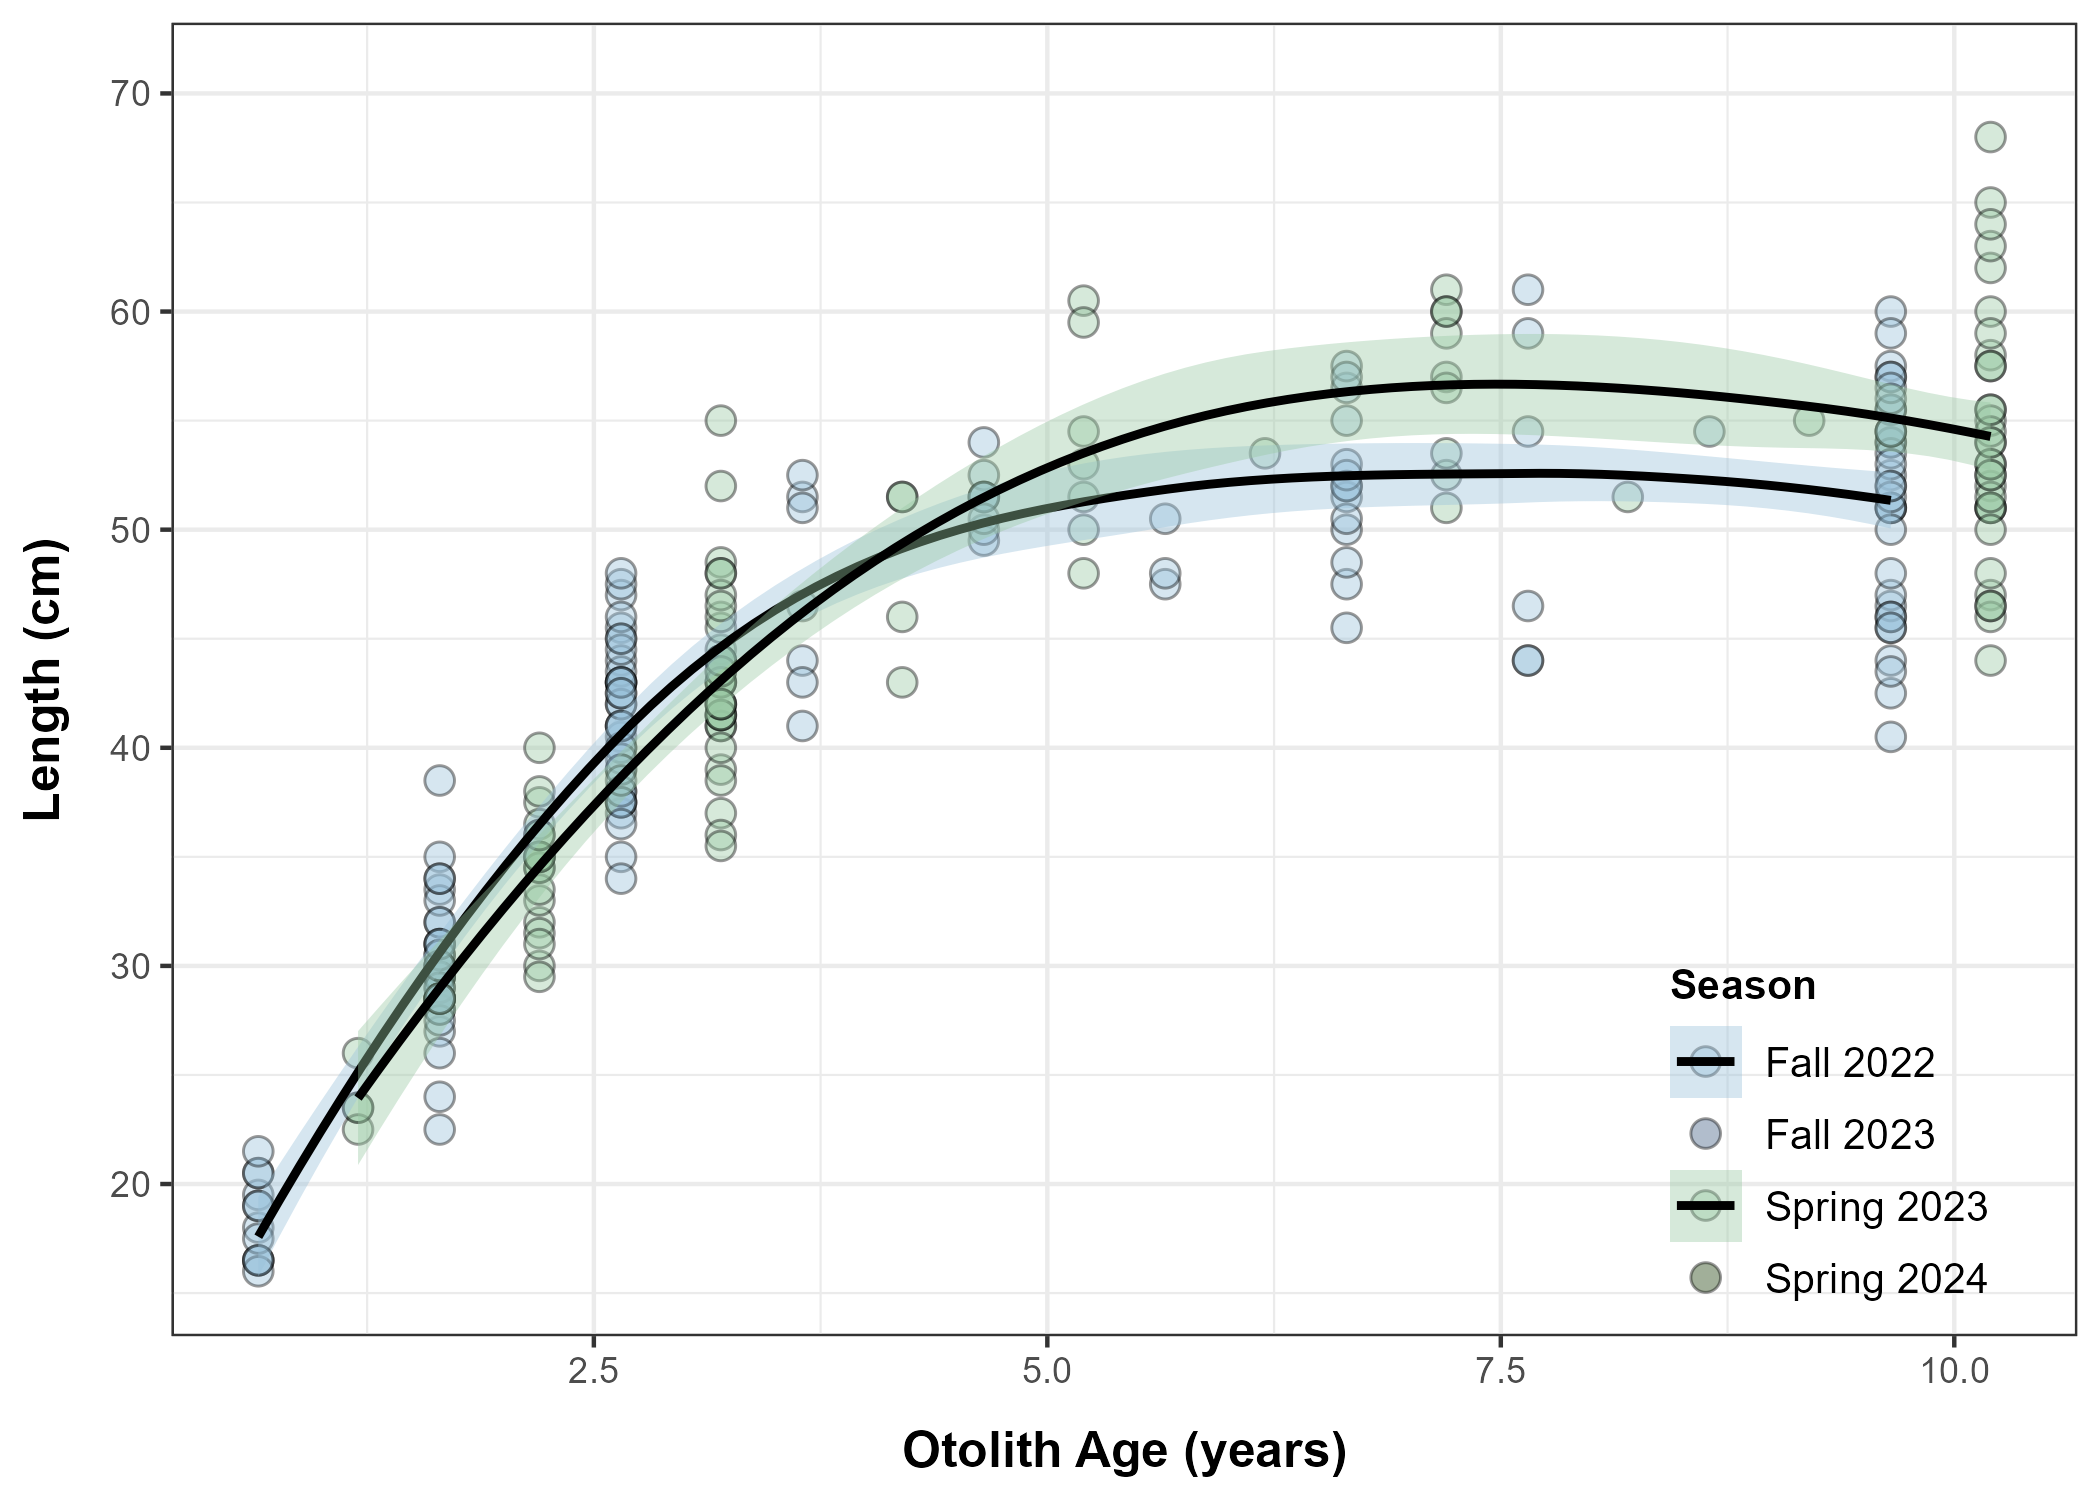 70
60
50
40
30
20
Length (cm)
Season
Fall 2022
Fall 2023
Spring 2023
Spring 2024
2.5 5.0 7.5 10.0
Otolith Age (years)